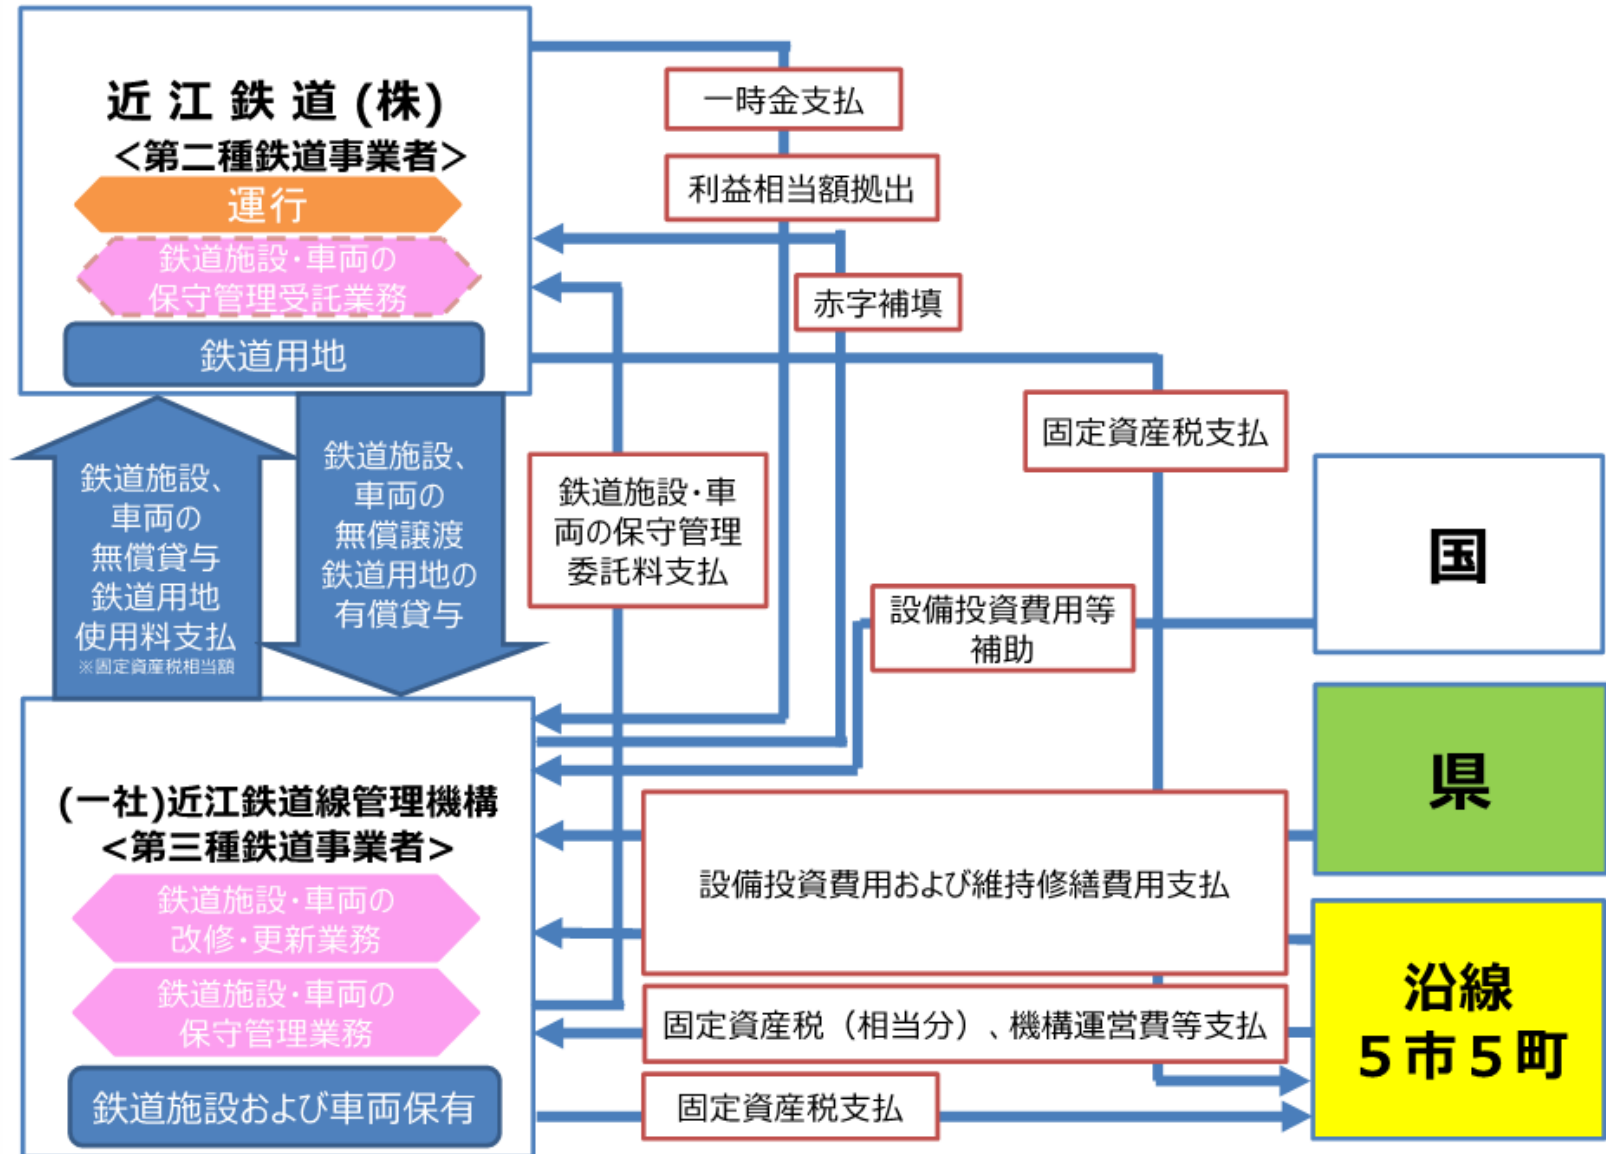 近 江 鉄 道 (株)
＜第二種鉄道事業者＞
運行
鉄道施設･車両の
保守管理受託業務
鉄道用地
一時金支払
利益相当額拠出
赤字補填
固定資産税支払
鉄道施設、
車両の
無償貸与
鉄道用地
使用料支払
※固定資産税相当額
鉄道施設、
車両の
無償譲渡
鉄道用地の
有償貸与
鉄道施設･車
両の保守管理
委託料支払
設備投資費用等
補助
国
県
沿線
５市５町
(一社)近江鉄道線管理機構
<第三種鉄道事業者>
鉄道施設･車両の
改修･更新業務
鉄道施設･車両の
保守管理業務
鉄道施設および車両保有
設備投資費用および維持修繕費用支払
固定資産税（相当分）、機構運営費等支払
固定資産税支払